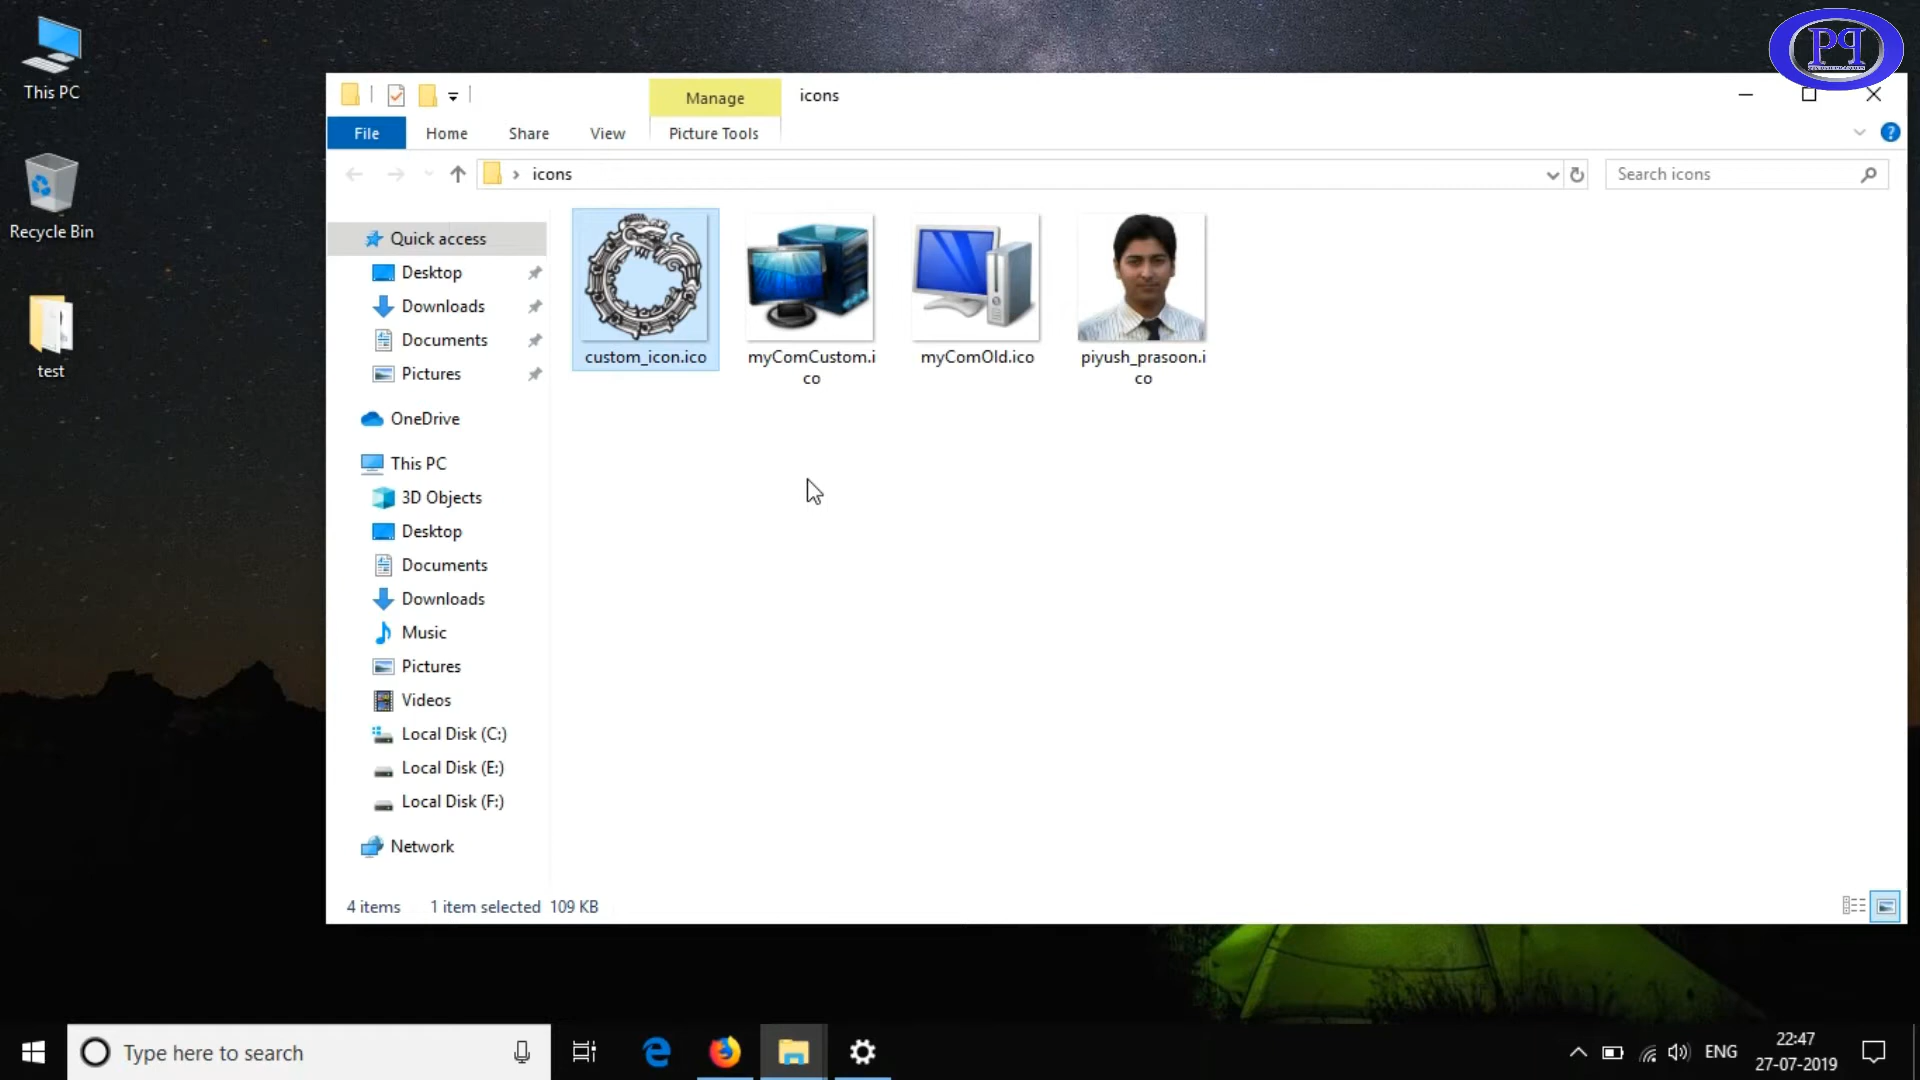 This PC
Recycle Bin
test
Manage
icons
File
Home
Share
View
Picture Tools
icons
Search icons
Quick access
Desktop
Downloads
Documents
Pictures
OneDrive
This PC
3D Objects
Desktop
Documents
Downloads
Music
Pictures
Videos
Local Disk (C:)
Local Disk (E:)
Local Disk (F:)
Network
custom_icon.ico
myComCustom.i
co
myComOld.ico
piyush_prasoon.i
co
4 items
1 item selected 109 KB
Type here to search
ENG
22:47
27-07-2019